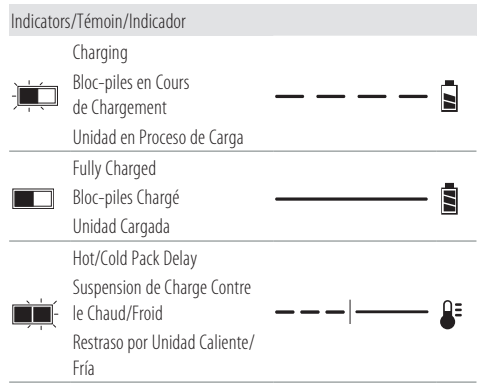 Indicators/Témoin/Indicador
Charging
Bloc-piles en Cours
de Chargement
Unidad en Proceso de Carga
Fully Charged
Bloc-piles Chargé
Unidad Cargada
Hot/Cold Pack Delay
Suspension de Charge Contre
le Chaud/Froid
Restraso por Unidad Caliente/
Fría